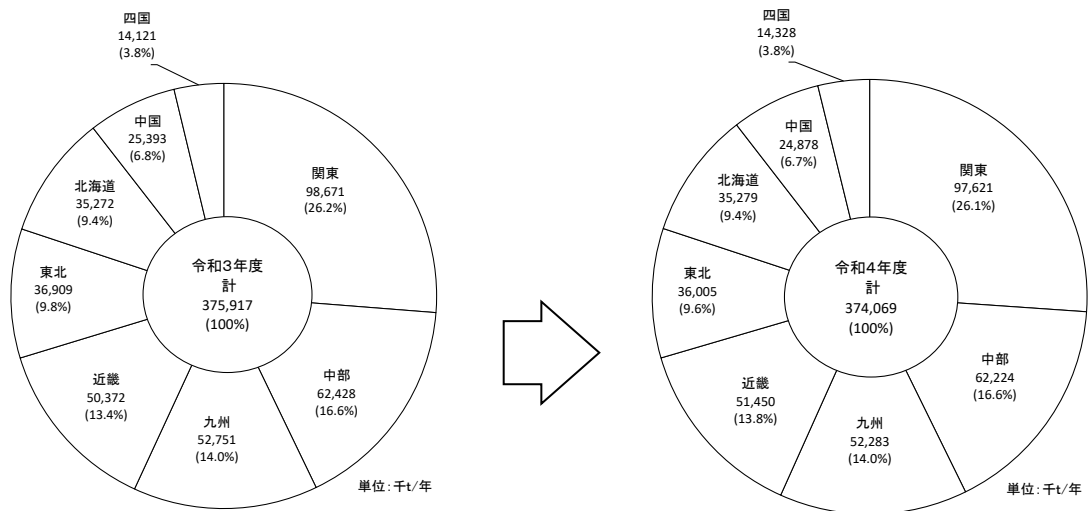 四国
14,121
(3.8%)
中国
25,393
(6.8%)
北海道
35,272
(9.4%)
東北
36,909
(9.8%)
近畿
50,372
(13.4%)
九州
52,751
(14.0%)
中部
62,428
(16.6%)
関東
98,671
(26.2%)
令和3年度
計
375,917
(100%)
単位:千t/年
四国
14,328
(3.8%)
中国
24,878
(6.7%)
北海道
35,279
(9.4%)
東北
36,005
(9.6%)
近畿
51,450
(13.8%)
九州
52,283
(14.0%)
中部
62,224
(16.6%)
関東
97,621
(26.1%)
令和4年度
計
374,069
(100%)
単位:千t/年